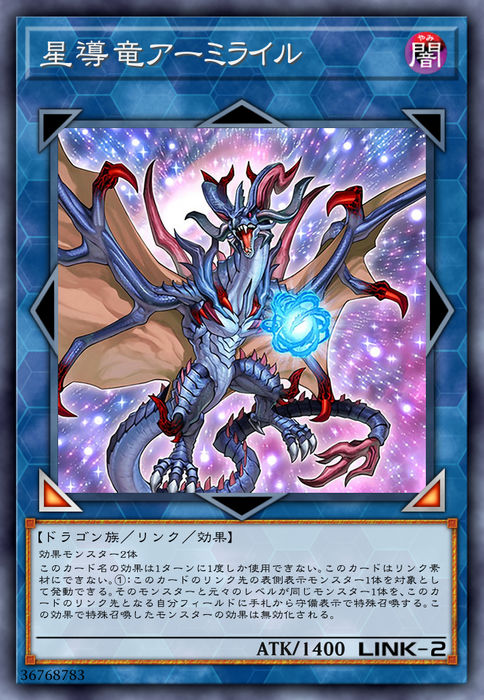 星導竜アーミライル
やみ
闇
【ドラゴン族／リンク／効果】
効果モンスター2体
このカード名の効果は1ターンに1度しか使用できない。このカードはリンク素
材にできない。①：このカードのリンク先の表側表示モンスター1体を対象とし
て発動できる。そのモンスターと元々のレベルが同じモンスター1体を、このカ
ードのリンク先となる自分フィールドに手札から守備表示で特殊召喚する。こ
の効果で特殊召喚したモンスターの効果は無効化される。
ATK/1400 LINK-2
36768783